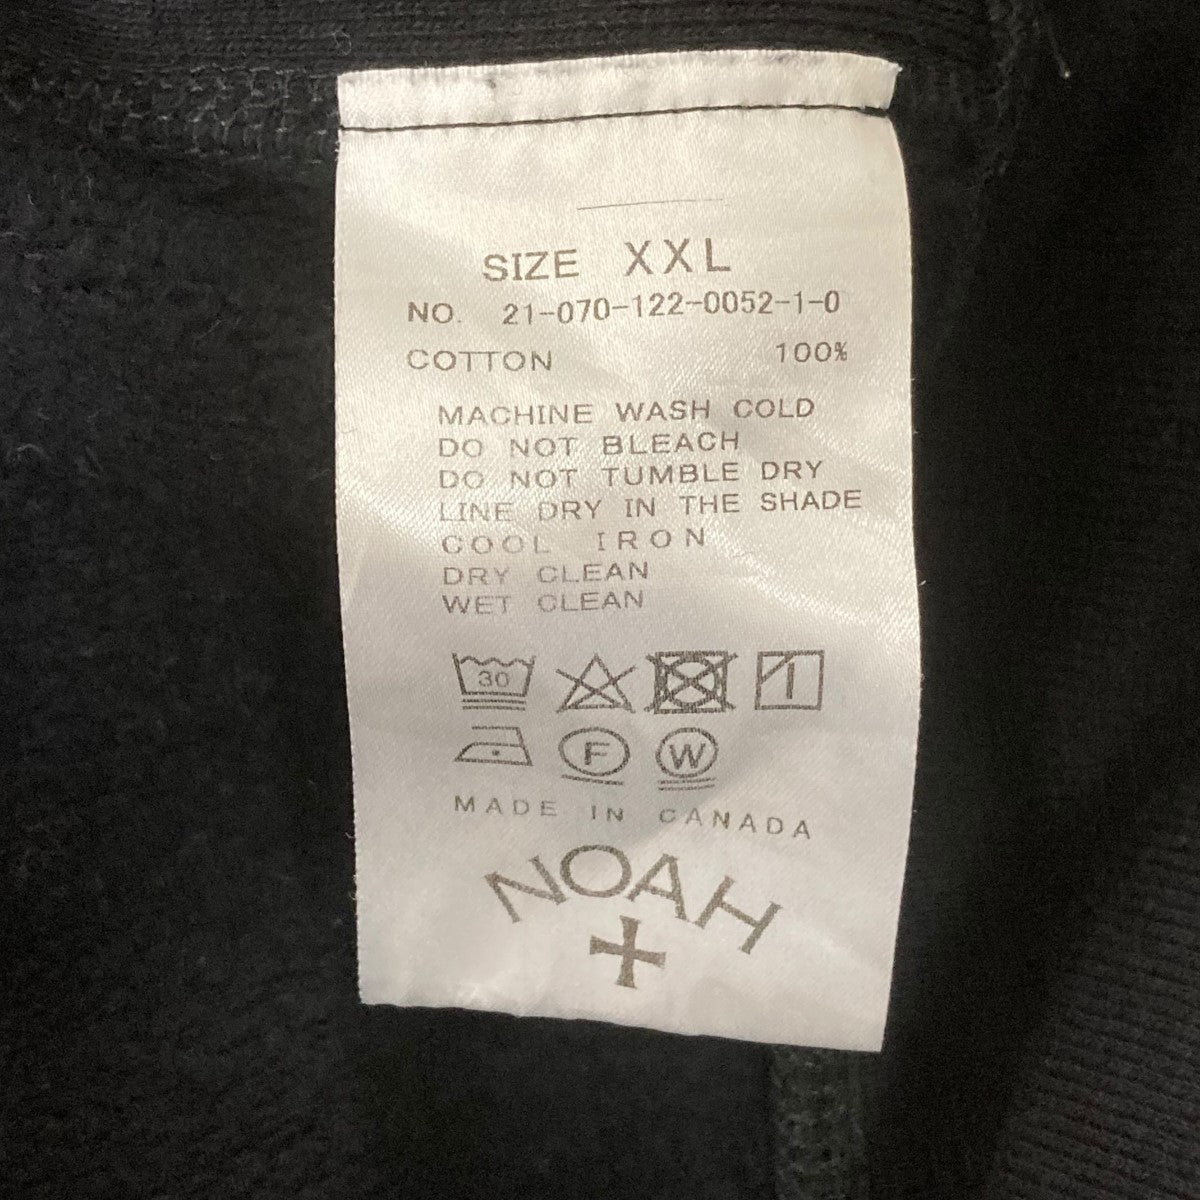 SIZE XXL
NO. 21-070-122-0052-1-0
COTTON 100%
MACHINE WASH COLD
DO NOT BLEACH
DO NOT TUMBLE DRY
LINE DRY IN THE SHADE
COOL IRON
DRY CLEAN
WET CLEAN
30
F W
MADE IN CANADA
NOAH